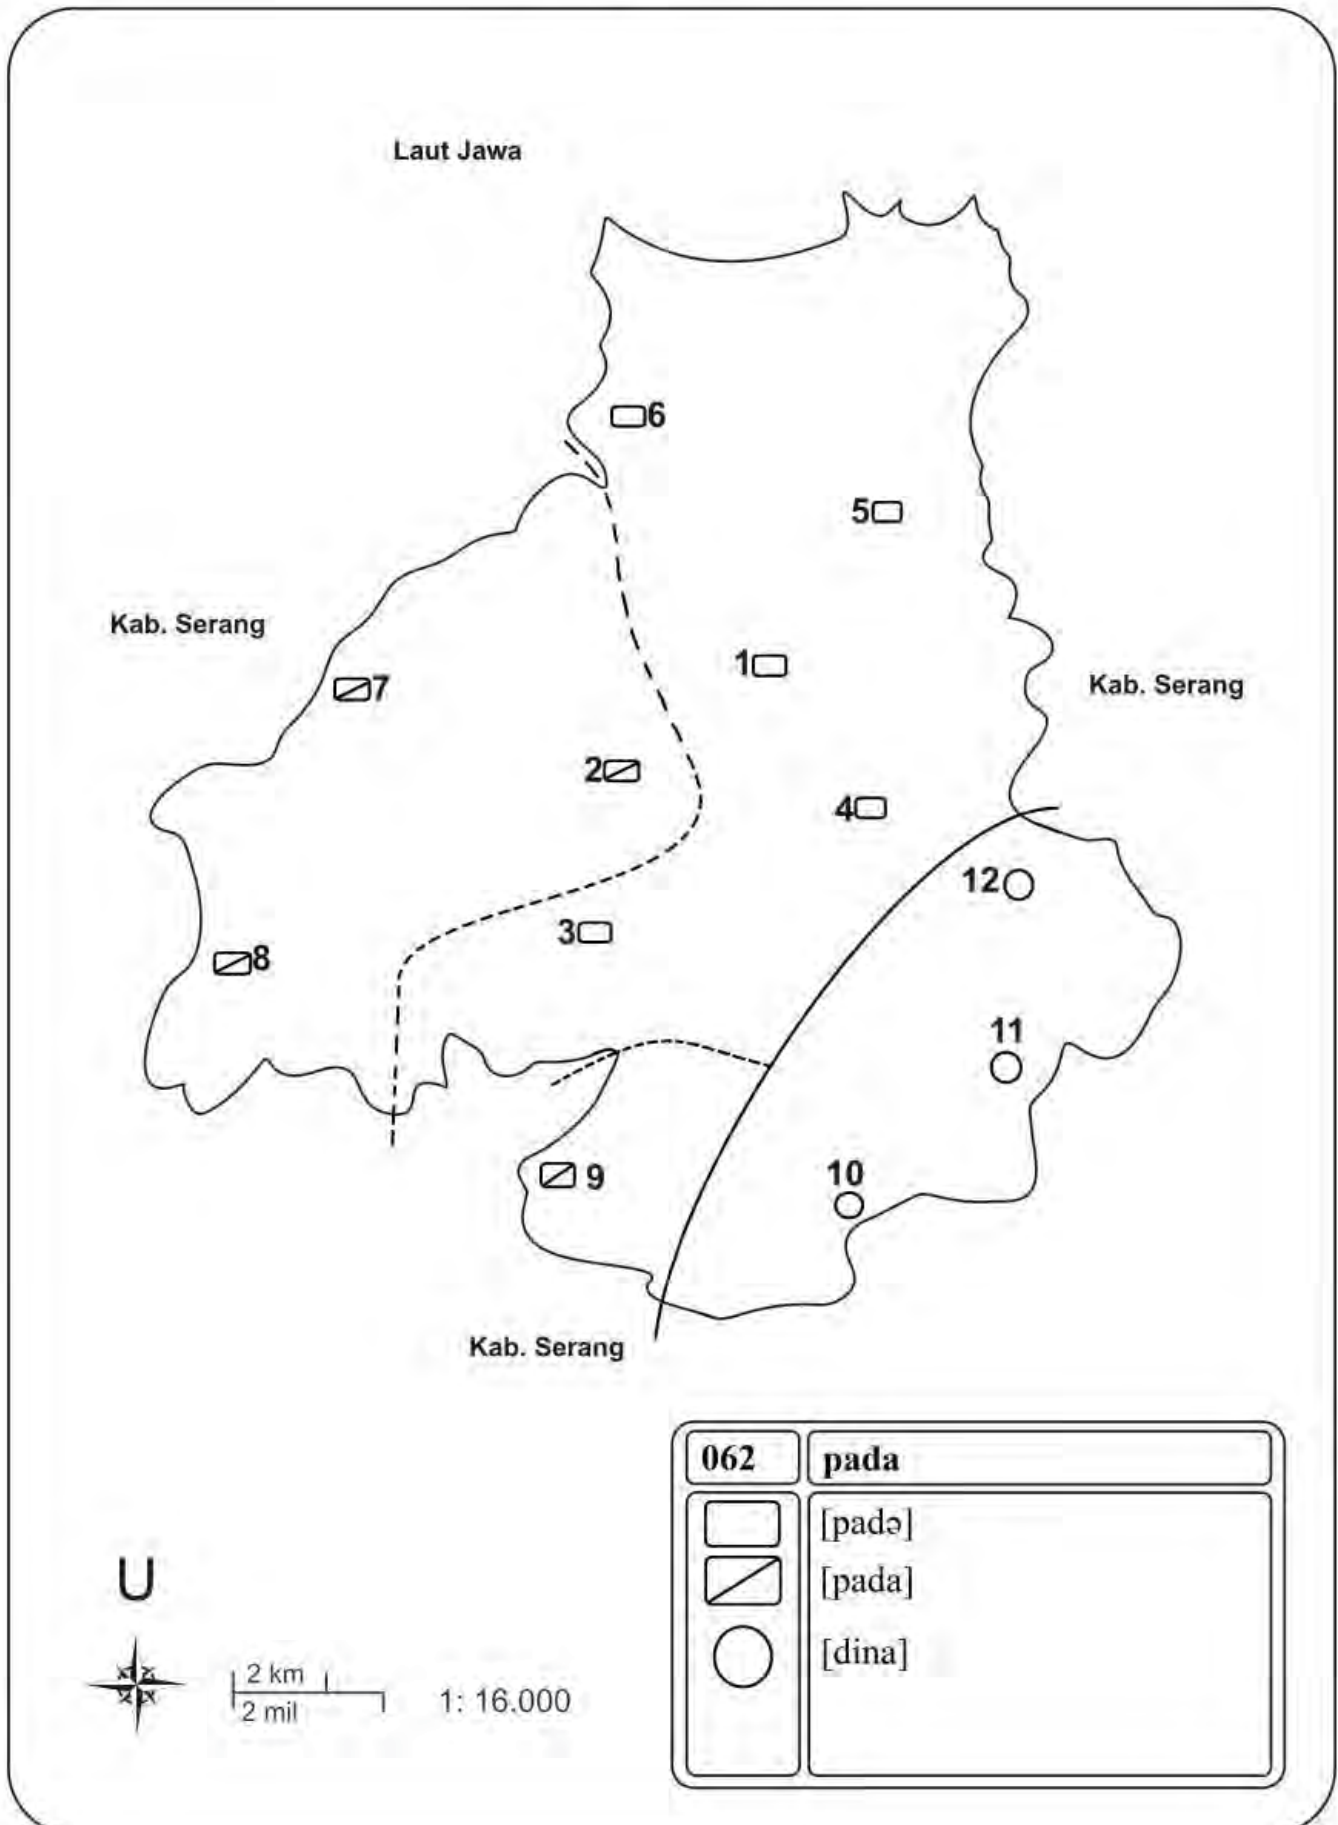 Laut Jawa
6
5
Kab. Serang
1
7
Kab. Serang
2
4
12
3
8
11
10
9
Kab. Serang
062 pada
[padə]
[pada]
[dina]
U
2 km
2 mil
1: 16.000